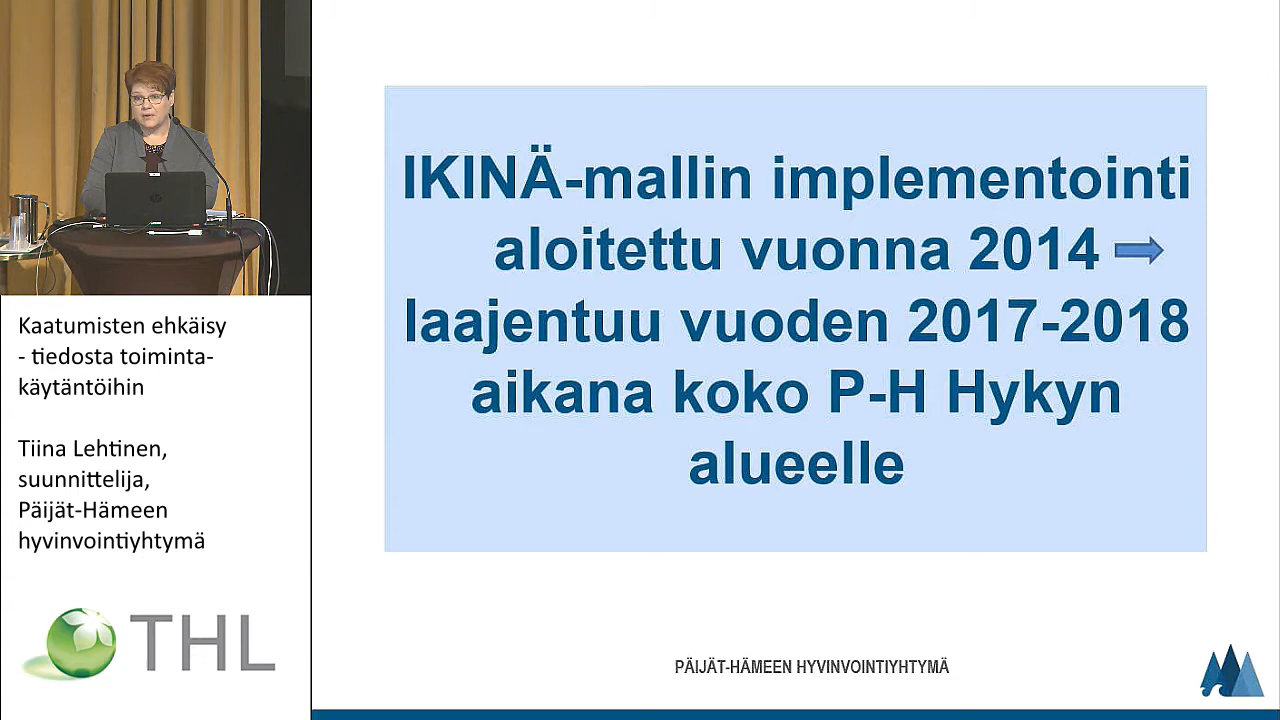 Kaatumisten ehkäisy
- tiedosta toiminta-
käytäntöihin
Tiina Lehtinen,
suunnittelija,
Päijät-Hämeen
hyvinvointiyhtymä
THL
IKINÄ-mallin implementointi
aloitettu vuonna 2014
laajentuu vuoden 2017-2018
aikana koko P-H Hykyn
alueelle
PÄIJÄT-HÄMEEN HYVINVOINTIYHTYMÄ